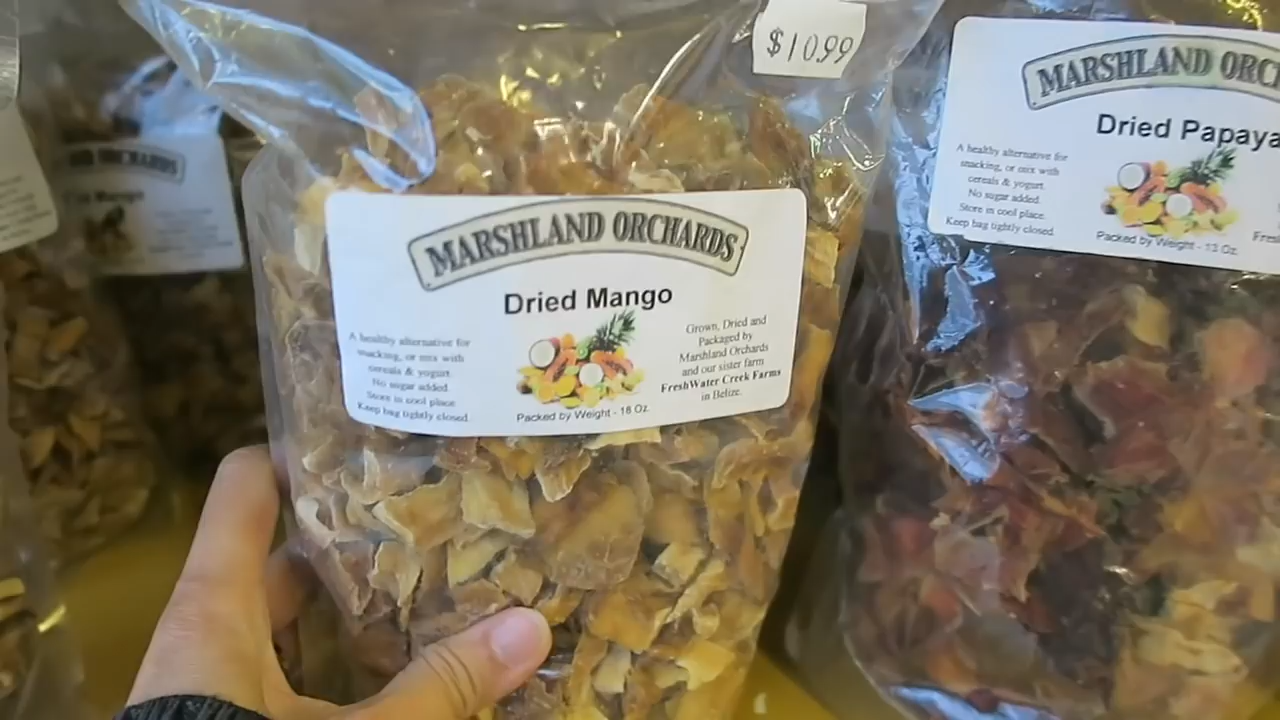 $10.99
MARSHLAND ORCHARDS
Dried Mango
A healthy alternative for
snacking, or mix with
cereals & yogurt.
No sugar added.
Store in cool place.
Keep bag tightly closed.
Grown, Dried and
Packaged by
Marshland Orchards
and our sister farm
FreshWater Creek Farms
in Belize.
Packed by Weight - 18 Oz.
MARSHLAND
Dried Papaya
A healthy alternative for
snacking, or mix with
cereals & yogurt.
No sugar added.
Store in cool place.
Keep bag tightly closed.
Packed by Weight - 13 Oz.
ORCHARDS
Mango